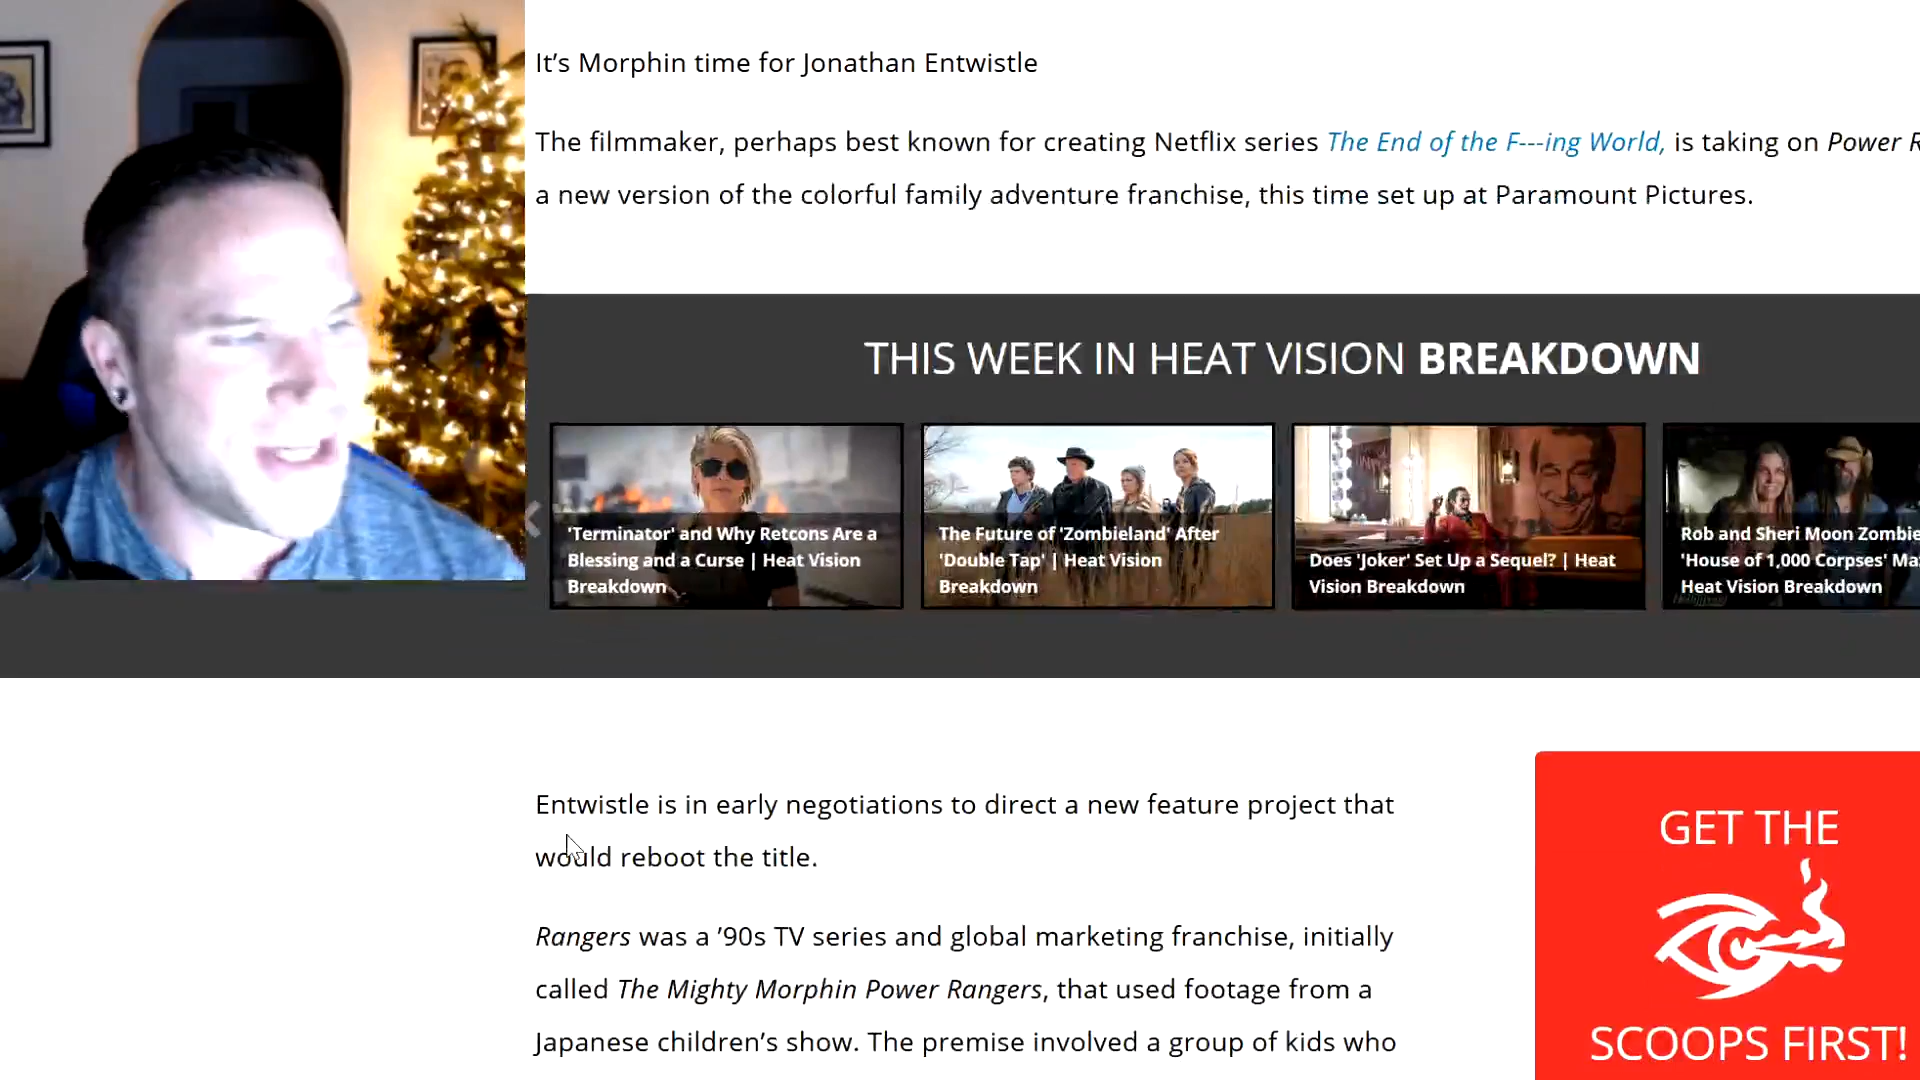 It’s Morphin time for Jonathan Entwistle
The filmmaker, perhaps best known for creating Netflix series The End of the F---ing World, is taking on Power R
a new version of the colorful family adventure franchise, this time set up at Paramount Pictures.
THIS WEEK IN HEAT VISION BREAKDOWN
'Terminator' and Why Retcons Are a
Blessing and a Curse | Heat Vision
Breakdown
The Future of 'Zombieland' After
'Double Tap' | Heat Vision
Breakdown
Does 'Joker' Set Up a Sequel? | Heat
Vision Breakdown
Rob and Sheri Moon Zombie
'House of 1,000 Corpses' Ma
Heat Vision Breakdown
Entwistle is in early negotiations to direct a new feature project that
would reboot the title.
Rangers was a ’90s TV series and global marketing franchise, initially
called The Mighty Morphin Power Rangers, that used footage from a
Japanese children’s show. The premise involved a group of kids who
GET THE
SCOOPS FIRST!